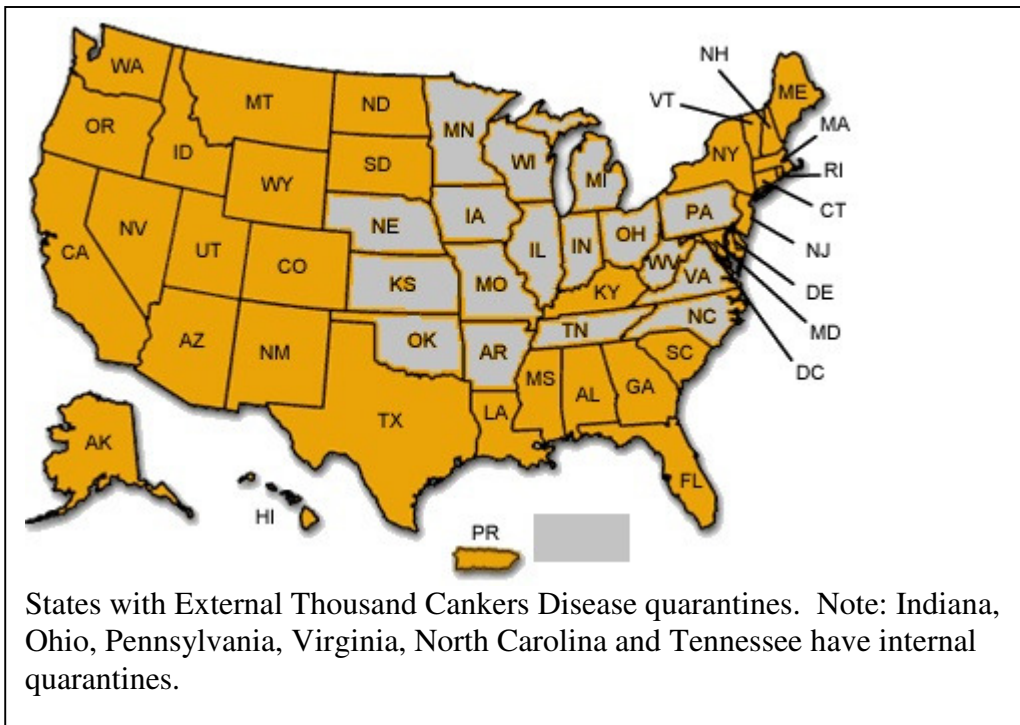 NH
WA
MT
ND
VT
ME
MN
OR
MA
ID
SD
WI
NY
WY
MI
RI
IA
PA
CT
NE
NV
IL
IN
OH
NJ
UT
CA
CO
WV
VA
KS
MO
DE
KY
NC
MD
TN
OK
AZ
NM
AR
SC
DC
MS
AL
GA
LA
TX
AK
FL
HI
PR
States with External Thousand Cankers Disease quarantines. Note: Indiana,
Ohio, Pennsylvania, Virginia, North Carolina and Tennessee have internal
quarantines.